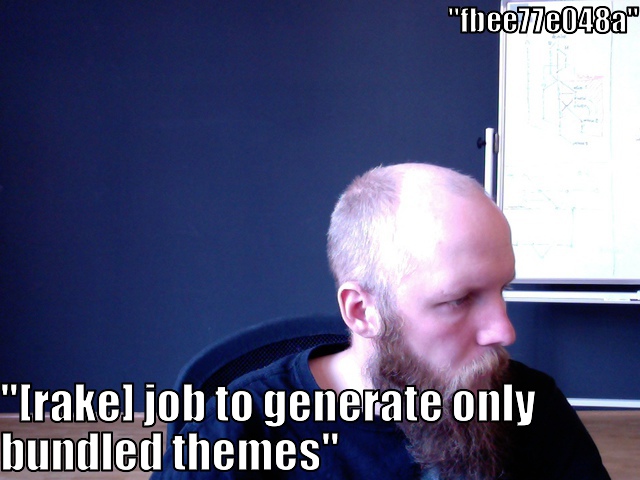 "fbee77e048a"
"[rake] job to generate only
bundled themes"